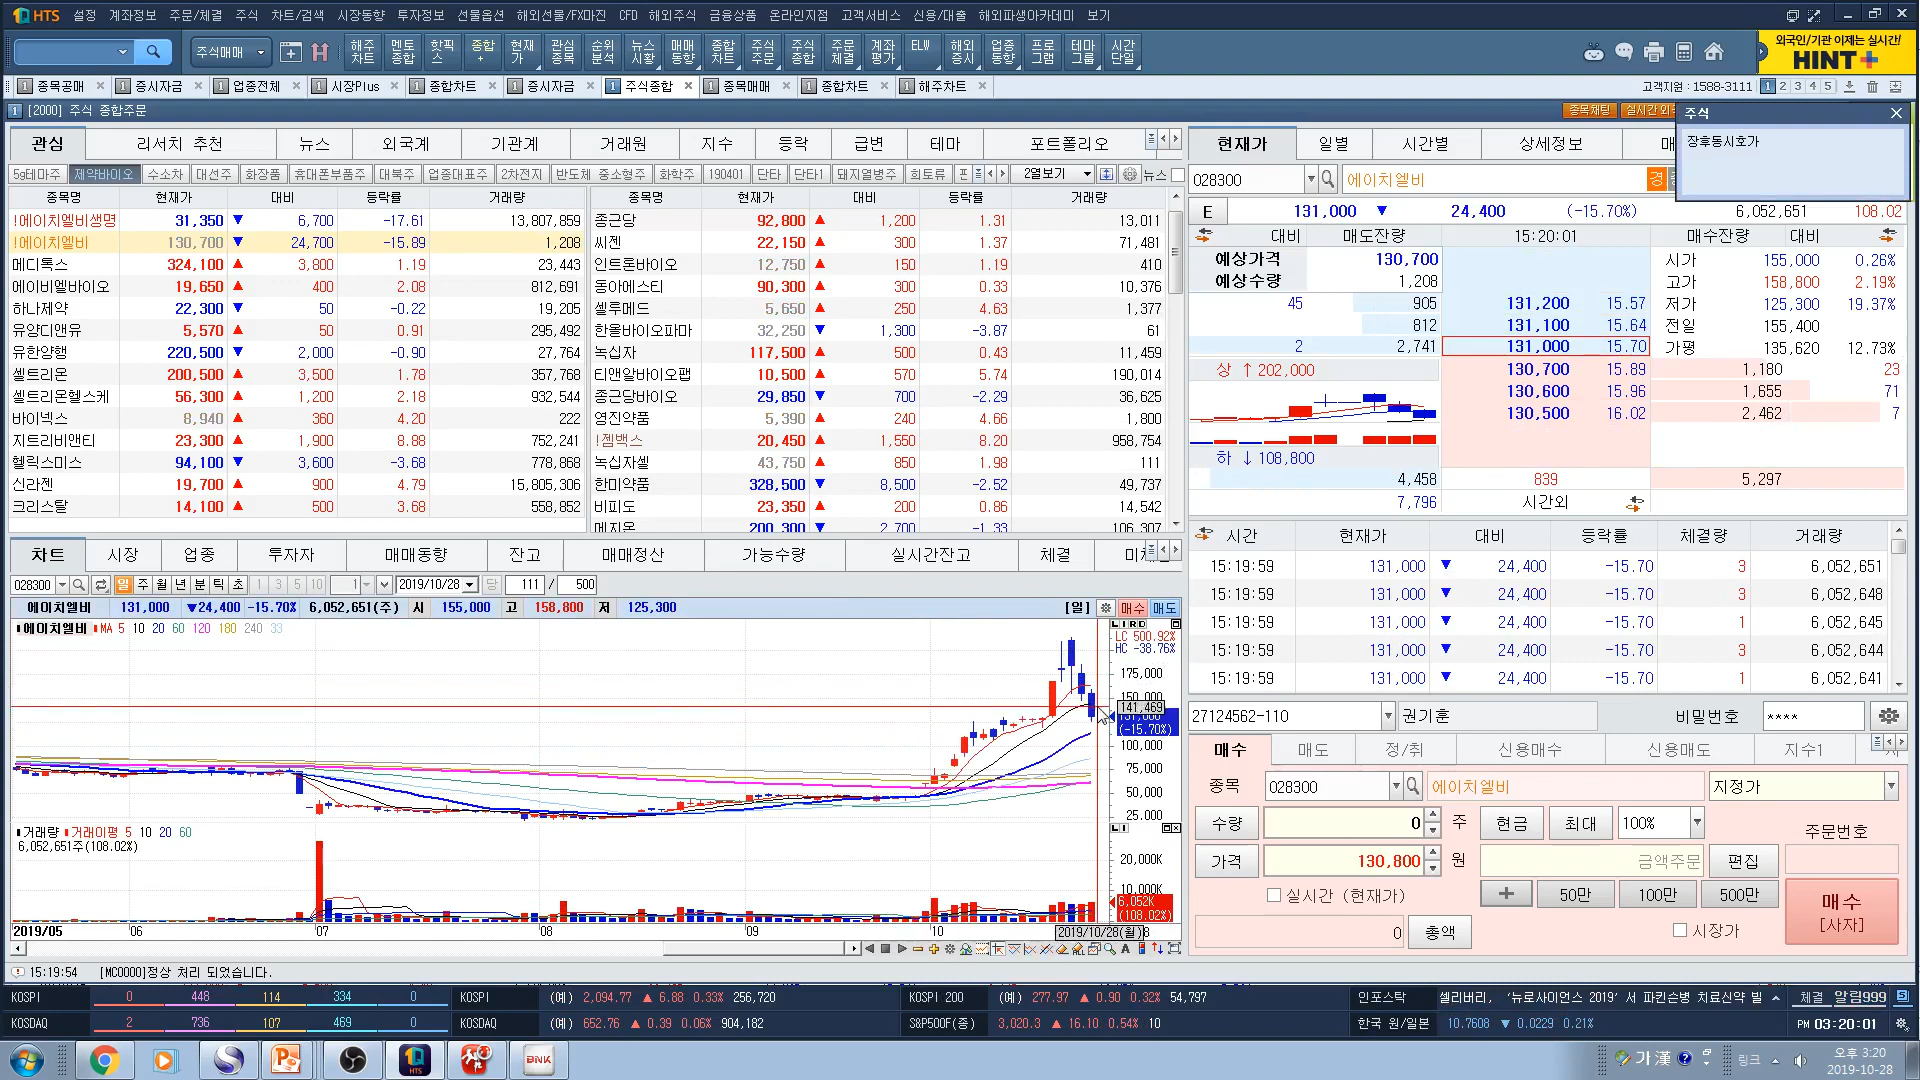 HTS 설정 계좌정보 주문/체결 주식 차트/검색 시장동향 투자정보 선물옵션 해외선물/FX마진 CFD 해외주식 금융상품 온라인지점 고객서비스 신용/대출 해외파생아카데미 보기
주식매매 해주차트 멘토종합 핫픽스 종합+ 현재가 관심종목 순위분석 뉴스시황 매매동향 종합차트 주식주문 주식종합 주문체결 계좌평가 ELW 해외증시 업종동향 프로그램 테마그룹 시간단일
외국인/기관 이제는 실시간!
HINT+
1 종목공매 1 증시자금 1 업종전체 1 시장Plus 1 종합차트 1 증시자금 1 주식종합 1 종목매매 1 종합차트 1 해주차트 고객지원 : 1588-3111 1 2 3 4 5
1 [2000] 주식 종합주문 종목채팅
주식
장후동시호가
관심 리서치 추천 뉴스 외국계 기관계 거래원 지수 등락 급변 테마 포트폴리오
5g테마주 제약바이오 수소차 대선주 화장품 휴대폰부품주 대북주 업종대표주 2차전지 반도체 중소형주 화학주 190401 단타 단타1 돼지열병주 희토류 2열보기 뉴스
종목명 현재가 대비 등락률 거래량
!에이치엘비생명 31,350 ▼ 6,700 -17.61 13,807,859
!에이치엘비 130,700 ▼ 24,700 -15.89 1,208
메디톡스 324,100 ▲ 3,800 1.19 23,443
에이비엘바이오 19,650 ▲ 400 2.08 812,691
하나제약 22,300 ▼ 50 -0.22 19,205
유양디앤유 5,570 ▲ 50 0.91 295,492
유한양행 220,500 ▼ 2,000 -0.90 27,764
셀트리온 200,500 ▲ 3,500 1.78 357,768
셀트리온헬스케 56,300 ▲ 1,200 2.18 932,544
바이넥스 8,940 ▲ 360 4.20 222
지트리비앤티 23,300 ▲ 1,900 8.88 752,241
헬릭스미스 94,100 ▼ 3,600 -3.68 778,868
신라젠 19,700 ▲ 900 4.79 15,805,306
크리스탈 14,100 ▲ 500 3.68 558,852
종목명 현재가 대비 등락률 거래량
종근당 92,800 ▲ 1,200 1.31 13,011
씨젠 22,150 ▲ 300 1.37 71,481
인트론바이오 12,750 ▲ 150 1.19 410
동아에스티 90,300 ▲ 300 0.33 10,376
셀루메드 5,650 ▲ 250 4.63 1,377
한올바이오파마 32,250 ▼ 1,300 -3.87 61
녹십자 117,500 ▲ 500 0.43 11,459
티앤알바이오팹 10,500 ▲ 570 5.74 190,014
종근당바이오 29,850 ▼ 700 -2.29 36,625
영진약품 5,390 ▲ 240 4.66 1,800
!젬백스 20,450 ▲ 1,550 8.20 958,754
녹십자셀 43,750 ▲ 850 1.98 111
한미약품 328,500 ▼ 8,500 -2.52 49,737
비피도 23,350 ▲ 200 0.86 14,542
메지온 200,300 ▼ 2,700 -1.33 106,307
현재가 일별 시간별 상세정보
028300 에이치엘비 경
E 131,000 ▼ 24,400 (-15.70%) 6,052,651 108.02
대비 매도잔량 15:20:01 매수잔량 대비
예상가격 130,700
예상수량 1,208
45 905 131,200 15.57
812 131,100 15.64
2 2,741 131,000 15.70
130,700 15.89 1,180 23
130,600 15.96 1,655 71
130,500 16.02 2,462 7
시가 155,000 0.26%
고가 158,800 2.19%
저가 125,300 19.37%
전일 155,400
가평 135,620 12.73%
상 ↑ 202,000
하 ↓ 108,800
4,458 839 5,297
7,796 시간외
시간 현재가 대비 등락률 체결량 거래량
15:19:59 131,000 ▼ 24,400 -15.70 3 6,052,651
15:19:59 131,000 ▼ 24,400 -15.70 3 6,052,648
15:19:59 131,000 ▼ 24,400 -15.70 1 6,052,645
15:19:59 131,000 ▼ 24,400 -15.70 3 6,052,644
15:19:59 131,000 ▼ 24,400 -15.70 1 6,052,641
차트 시장 업종 투자자 매매동향 잔고 매매정산 가능수량 실시간잔고 체결
028300 일 주 월 년 분 틱 초 1 3 5 10 1 2019/10/28 당 111 / 500
에이치엘비 131,000 ▼24,400 -15.70% 6,052,651(주) 시 155,000 고 158,800 저 125,300 [일] 매수 매도
에이치엘비 MA 5 10 20 60 120 180 240 33
LC 500.92%
HC -38.76%
175,000
150,000
141,469
131,000
(-15.70%)
100,000
75,000
50,000
25,000
거래량 거래이평 5 10 20 60
6,052,651주(108.02%)
20,000K
10,000K
6,052K
(108.02%)
2019/05 06 07 08 09 10 2019/10/28(월)
27124562-110 권기훈 비밀번호 ****
매수 매도 정/취 신용매수 신용매도 지수1
종목 028300 에이치엘비 지정가
수량 0 주 현금 최대 100% 주문번호
가격 130,800 원 금액주문 편집
실시간 (현재가) + 50만 100만 500만
매수
[사자]
0 총액 시장가
15:19:54 [MC0000]정상 처리 되었습니다.
KOSPI 0 448 114 334 0 KOSPI (예) 2,094.77 ▲ 6.88 0.33% 256,720 KOSPI 200 (예) 277.97 ▲ 0.90 0.32% 54,797 인포스탁 셀리버리, ‘뉴로사이언스 2019’ 서 파킨슨병 치료신약 빌 체결 알림999
KOSDAQ 2 736 107 469 0 KOSDAQ (예) 652.76 ▲ 0.39 0.06% 904,182 S&P500F(종) 3,020.3 ▲ 16.10 0.54% 10 한국 원/일본 10.7608 ▼ 0.0229 0.21% PM 03:20:01
HTS BNK 가 漢 링크 오후 3:20
2019-10-28